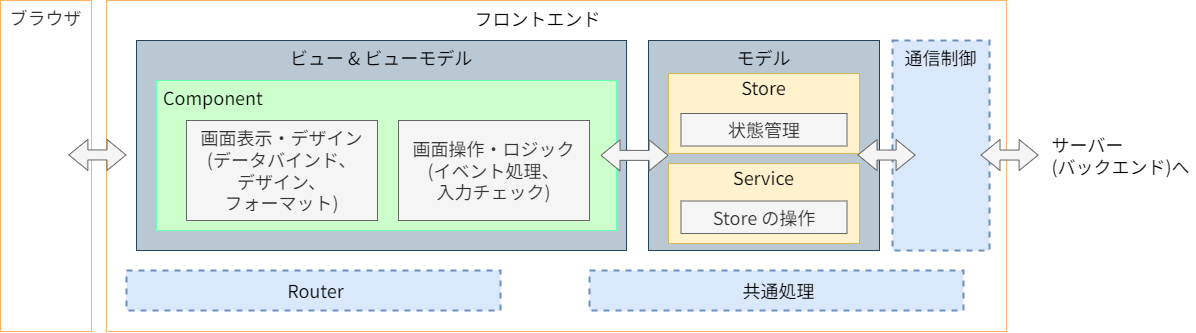 ブラウザ
フロントエンド
ビュー & ビューモデル
Component
画面表示・デザイン
(データバインド、
デザイン、
フォーマット)
画面操作・ロジック
(イベント処理、
入力チェック)
モデル
Store
状態管理
Service
Store の操作
通信制御
サーバー
(バックエンド)へ
Router
共通処理